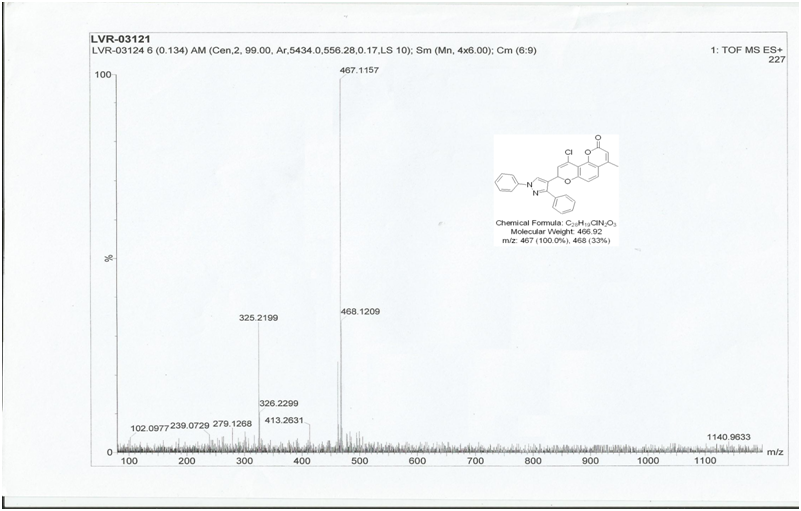 LVR-03121
LVR-03124 6 (0.134) AM (Cen,2, 99.00, Ar,5434.0,556.28,0.17,LS 10); Sm (Mn, 4x6.00); Cm (6:9)
1: TOF MS ES+
227
100
467.1157
O
Cl
O
O
N
N
Chemical Formula: C₂₈H₁₉ClN₂O₃
Molecular Weight: 466.92
m/z: 467 (100.0%), 468 (33%)
%
468.1209
325.2199
326.2299
413.2631
279.1268
239.0729
102.0977
1140.9633
0
m/z
100 200 300 400 500 600 700 800 900 1000 1100